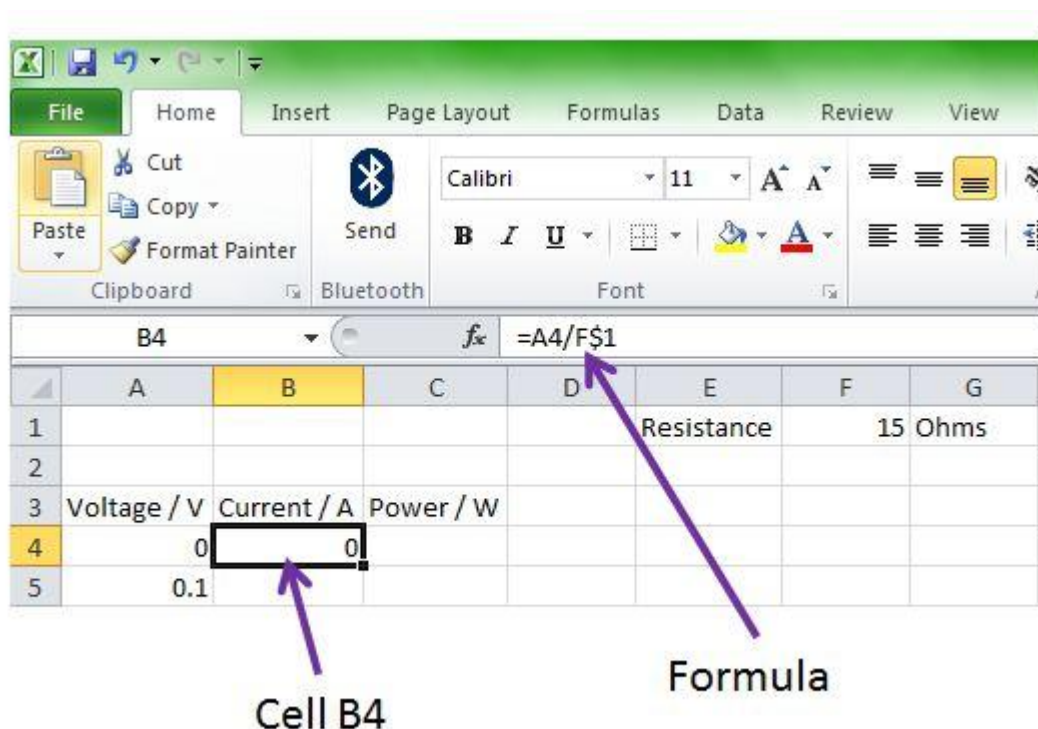 File Home Insert Page Layout Formulas Data Review View
Cut
Copy
Paste
Format Painter
Send
Calibri 11 A A
B I U A
Clipboard Bluetooth Font
B4 fx =A4/F$1
A B C D E F G
1 Resistance 15 Ohms
2
3 Voltage / V Current / A Power / W
4 0 0
5 0.1
Formula
Cell B4